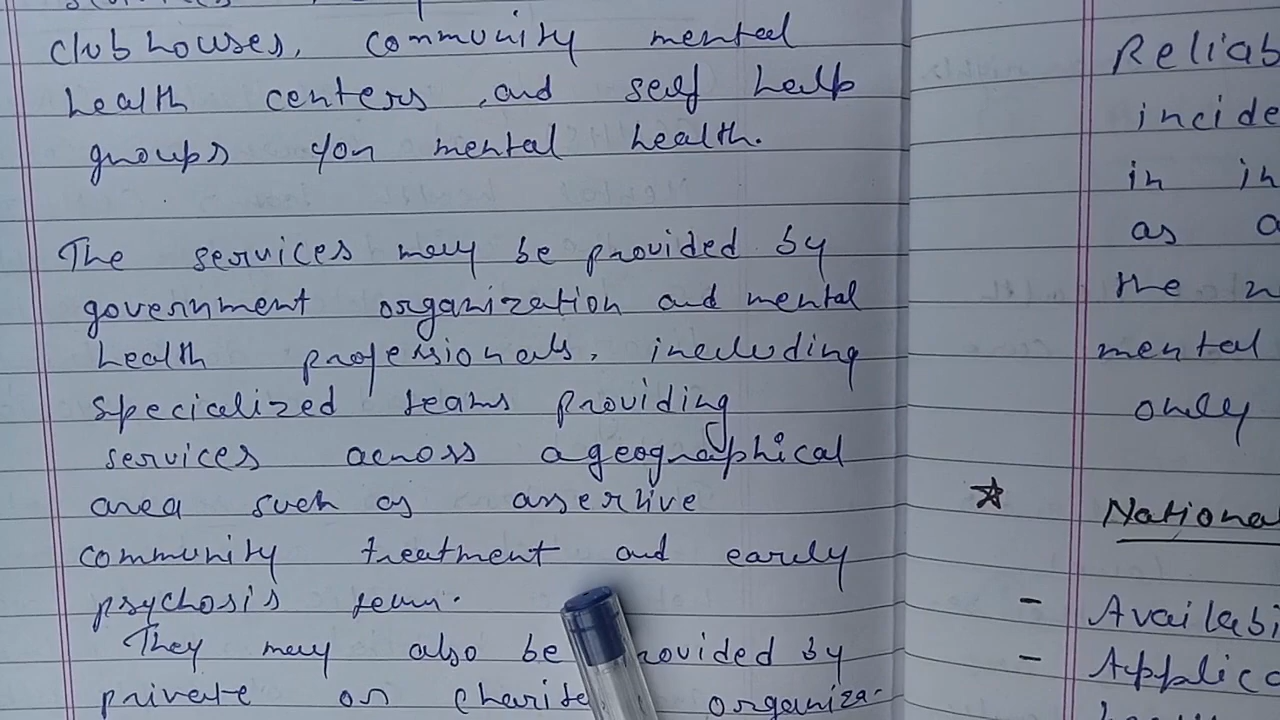 clubhouses, community mental
health centers, and self help
groups for mental health.
The services may be provided by
government organization and mental
health professionals, including
specialized teams providing
services across a geographical
area such as assertive
community treatment and early
psychosis team.
They may also be provided by
private or organiza-
Reliab
incide
in in
as a
the
mental
only
Nationa
- Availabi
- Applica